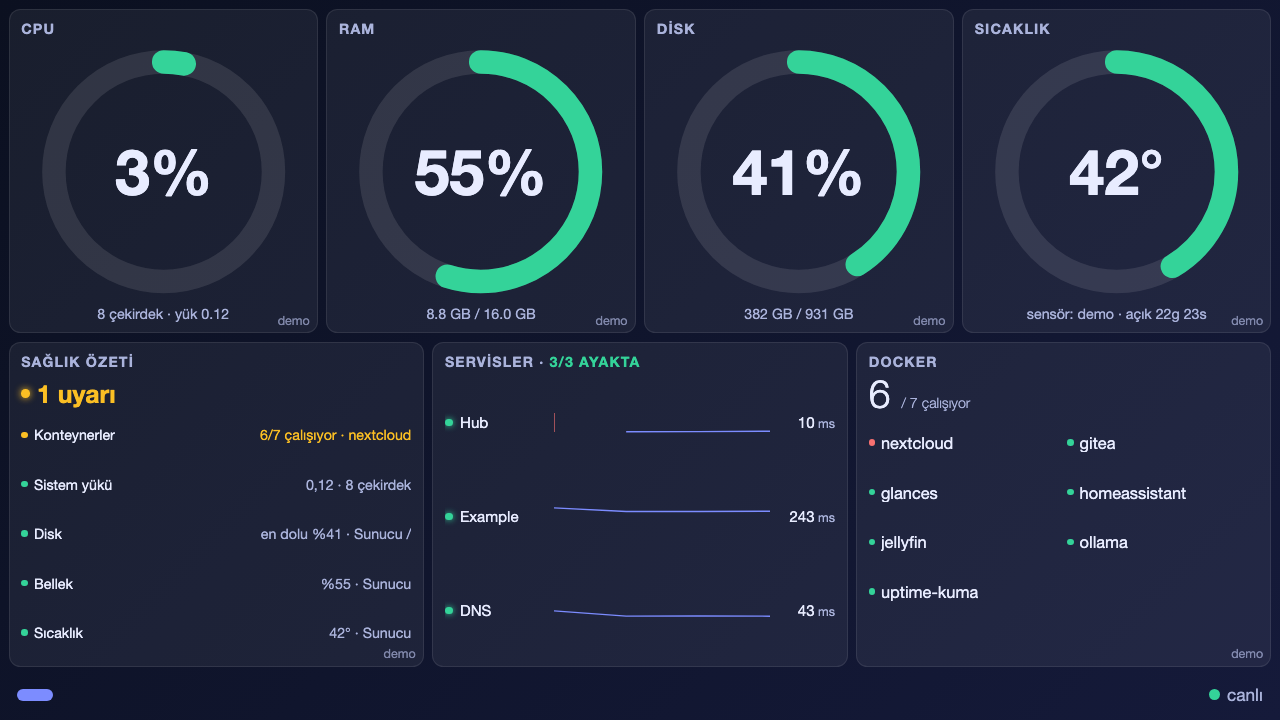 CPU
3%
8 çekirdek · yük 0.12
demo
RAM
55%
8.8 GB / 16.0 GB
demo
DİSK
41%
382 GB / 931 GB
demo
SICAKLIK
42°
sensör: demo · açık 22g 23s
demo
SAĞLIK ÖZETİ
1 uyarı
Konteynerler 6/7 çalışıyor · nextcloud
Sistem yükü 0,12 · 8 çekirdek
Disk en dolu %41 · Sunucu /
Bellek %55 · Sunucu
Sıcaklık 42° · Sunucu
demo
SERVİSLER · 3/3 AYAKTA
Hub 10 ms
Example 243 ms
DNS 43 ms
DOCKER
6 / 7 çalışıyor
nextcloud gitea
glances homeassistant
jellyfin ollama
uptime-kuma
demo
canlı